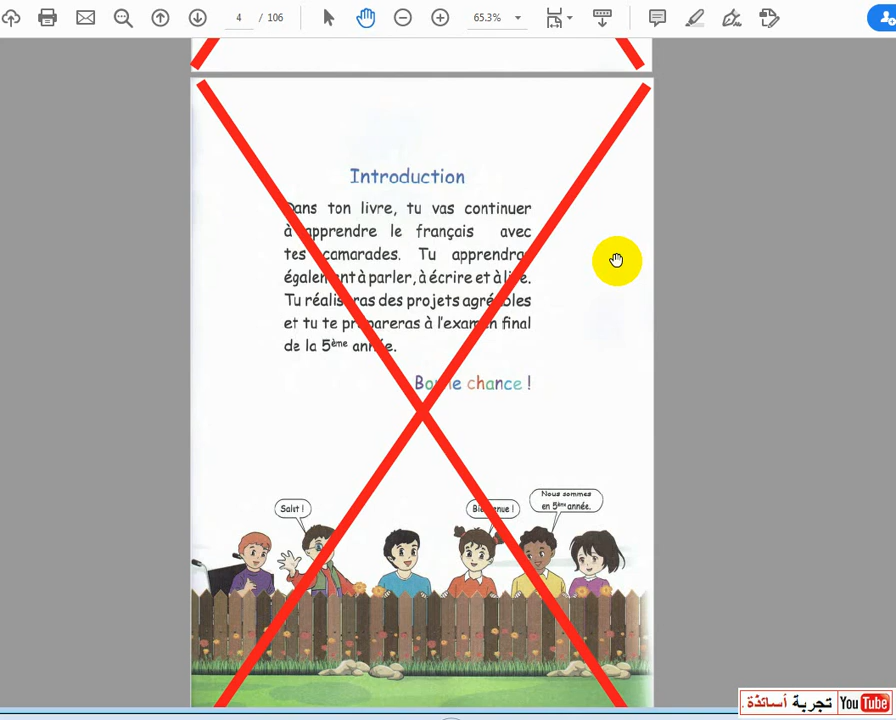 4 / 106
65.3%
Introduction
Dans ton livre, tu vas continuer
à apprendre le français avec
tes camarades. Tu apprendras
également à parler, à écrire et à lire.
Tu réaliseras des projets agréables
et tu te prépareras à l'examen final
de la 5ème année.
Bonne chance !
Salut !
Bienvenue !
Nous sommes
en 5ème année.
تجربة أساتذة .
YouTube